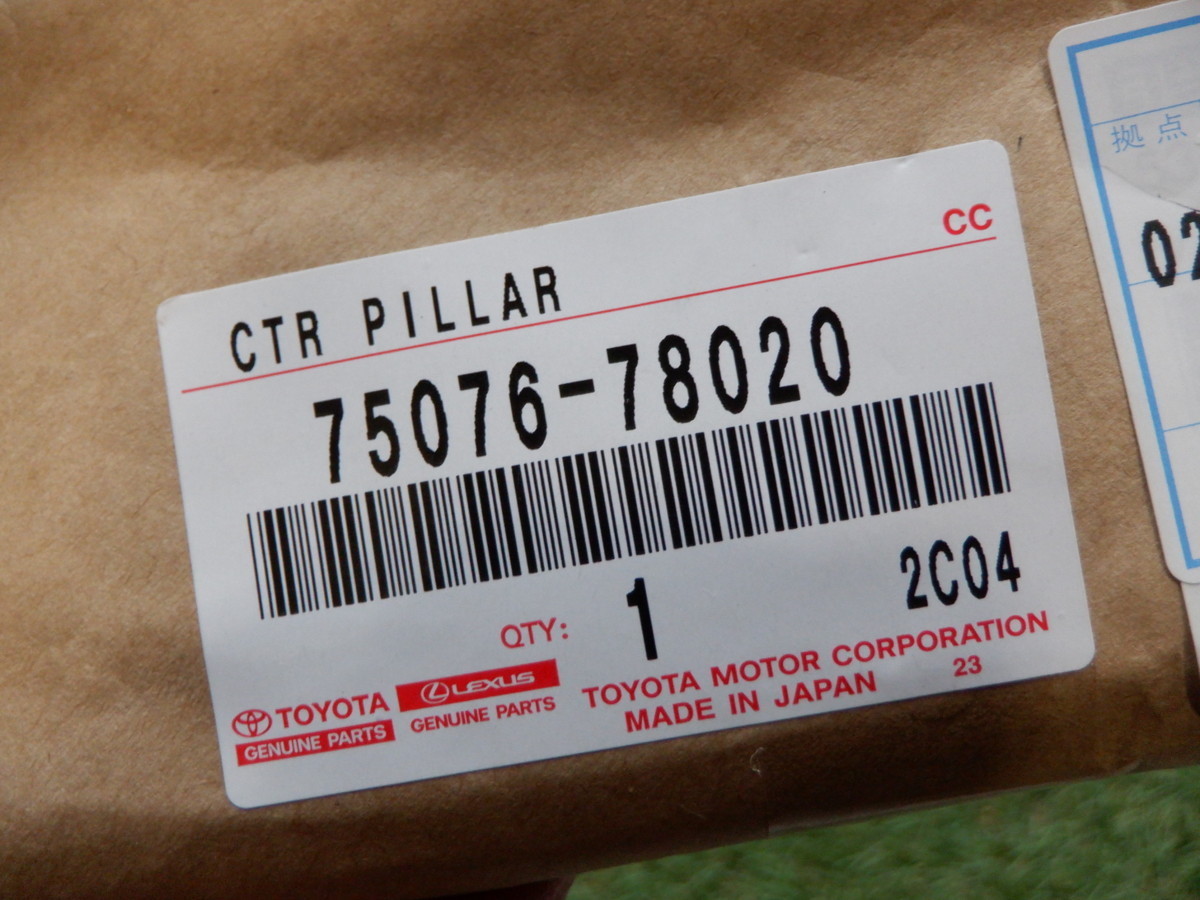 CC
CTR PILLAR
75076-78020
QTY: 1
2C04
TOYOTA
GENUINE PARTS
LEXUS
GENUINE PARTS
TOYOTA MOTOR CORPORATION
MADE IN JAPAN 23
拠点
02